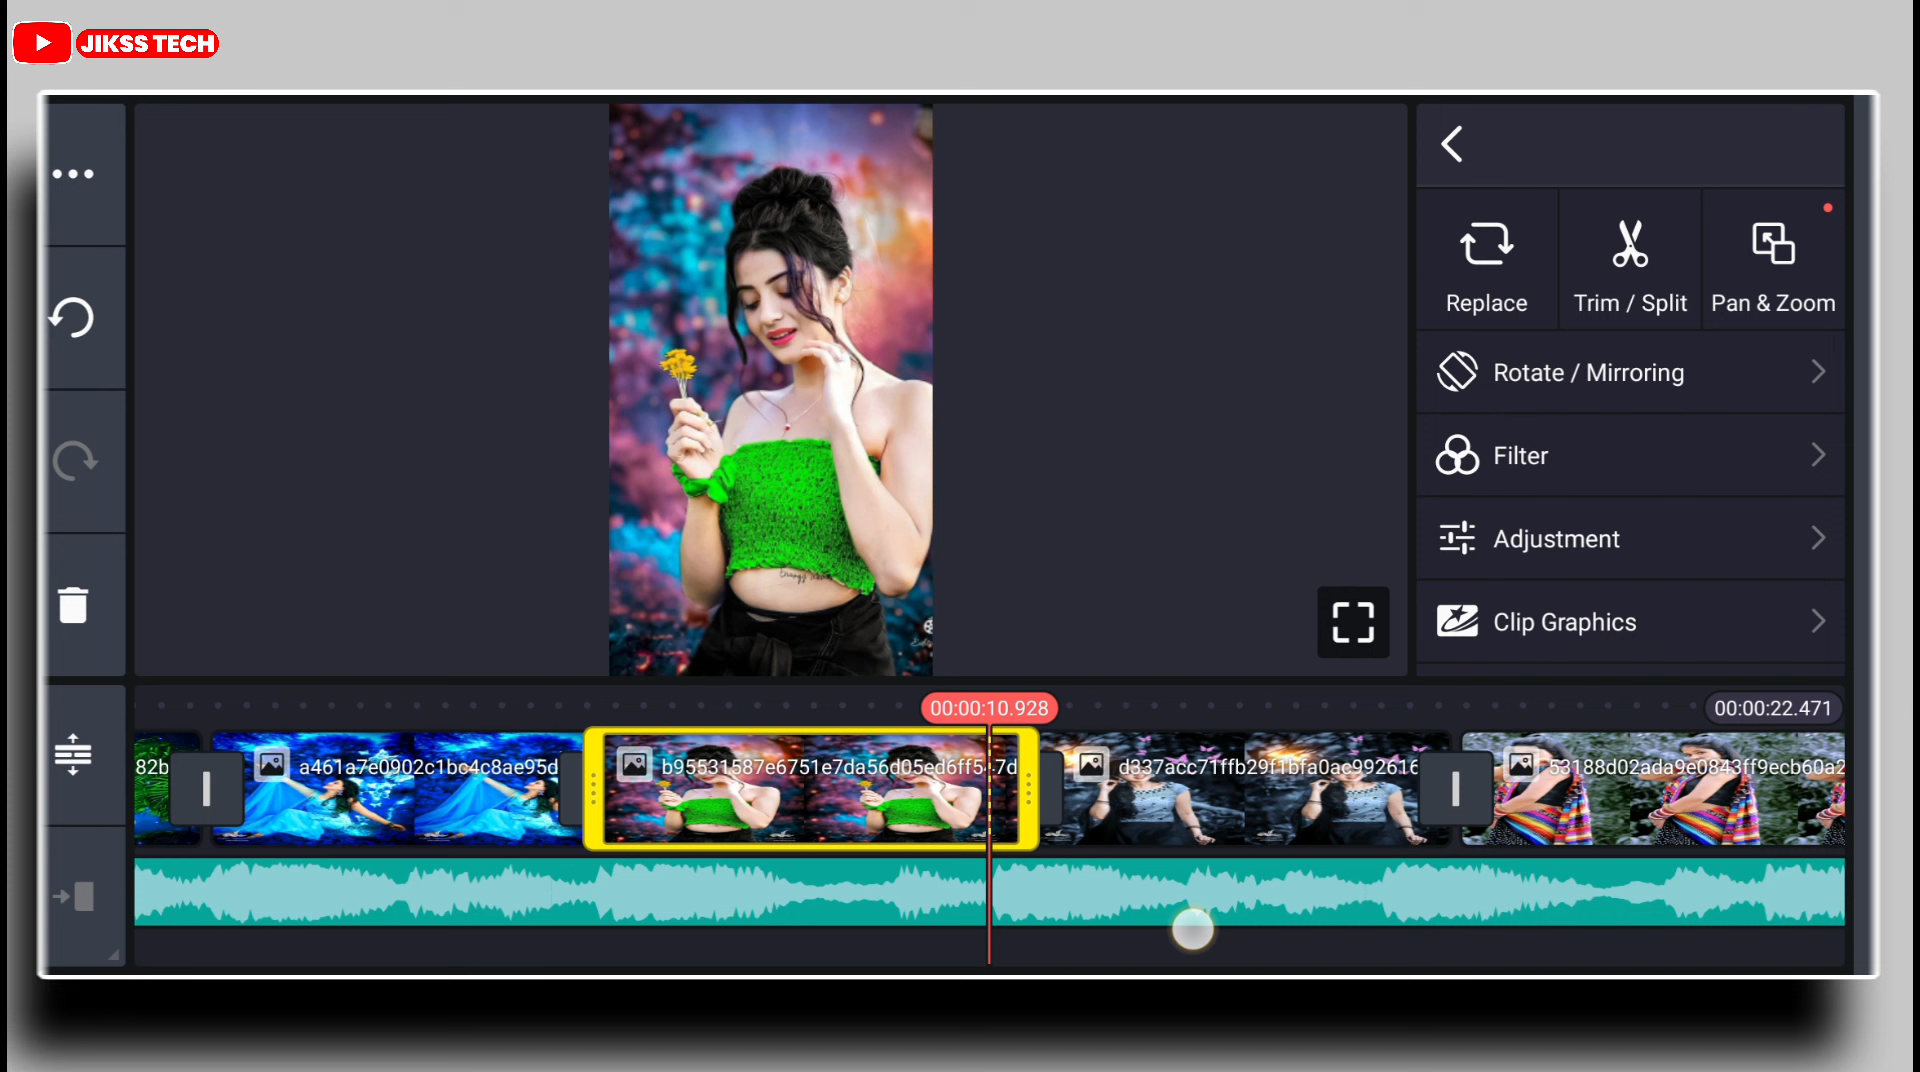 JIKSS TECH
Replace
Trim / Split
Pan & Zoom
Rotate / Mirroring
Filter
Adjustment
Clip Graphics
00:00:10.928
00:00:22.471
82b
a461a7e0902c1bc4c8ae95d
b95531587e6751e7da56d05ed6ff5
7d
d337acc71ffb29f1bfa0ac992616
53188d02ada9e0843ff9ecb60a2